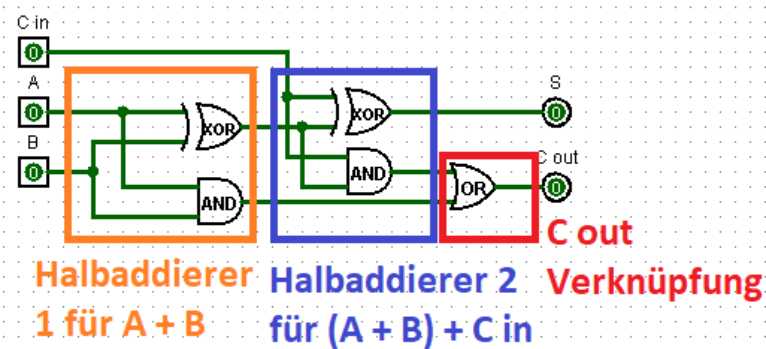 C in
0
A
0
B
0
XOR
AND
XOR
AND
OR
S
0
C out
0
Halbaddierer
1 für A + B
Halbaddierer 2
für (A + B) + C in
C out
Verknüpfung